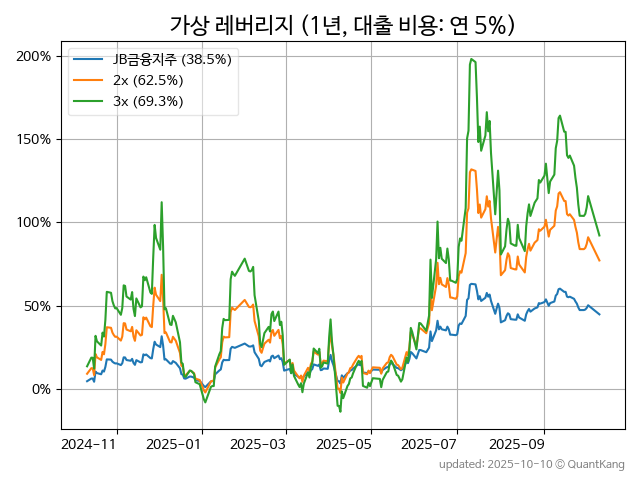 가상 레버리지 (1년, 대출 비용: 연 5%)
JB금융지주 (38.5%)
2x (62.5%)
3x (69.3%)
200%
150%
100%
50%
0%
2024-11
2025-01
2025-03
2025-05
2025-07
2025-09
updated: 2025-10-10 © QuantKang